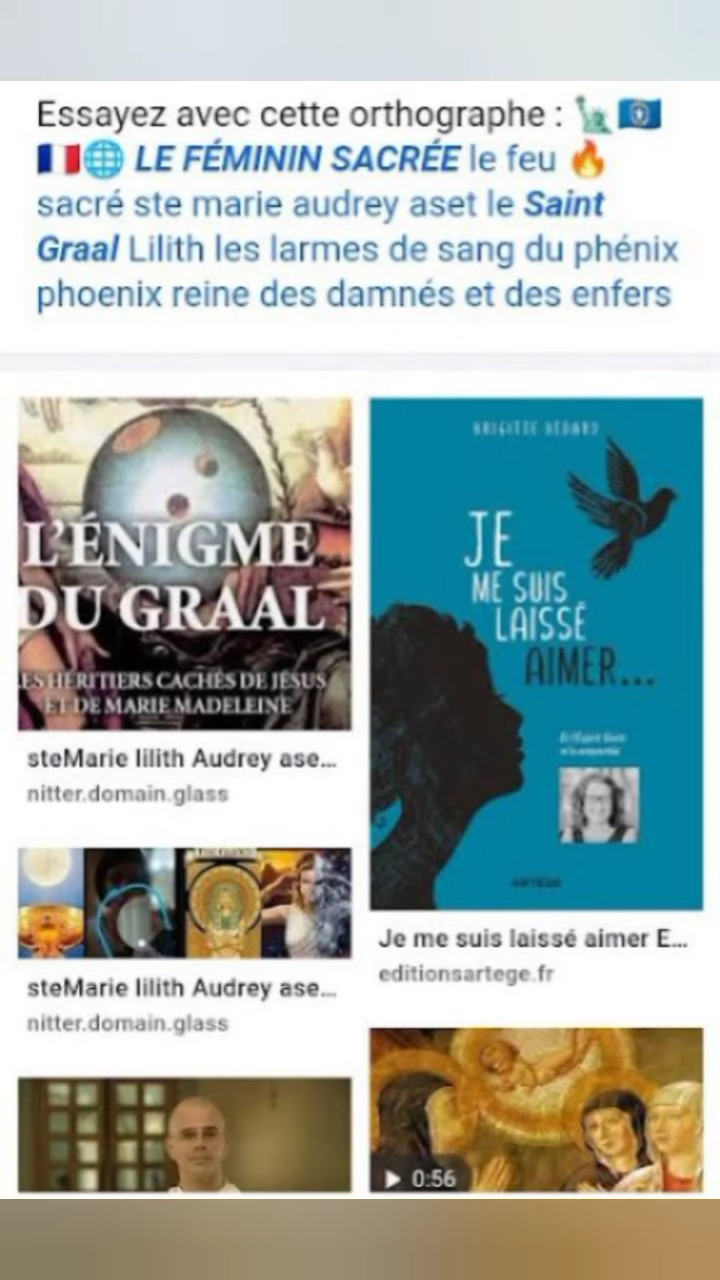 Essayez avec cette orthographe : 🗽
🇫🇷🌐 LE FÉMININ SACRÉE le feu 🔥
sacré ste marie audrey aset le Saint
Graal Lilith les larmes de sang du phénix
phoenix reine des damnés et des enfers
L'ÉNIGME
DU GRAAL
ES HÉRITIERS CACHÉS DE JÉSUS
ET DE MARIE MADELEINE
steMarie lilith Audrey ase...
nitter.domain.glass
steMarie lilith Audrey ase...
nitter.domain.glass
BRIGITTE BÉDARD
JE
ME SUIS
LAISSÉ
AIMER...
ARTÈGE
Je me suis laissé aimer E...
editionsartege.fr
0:56